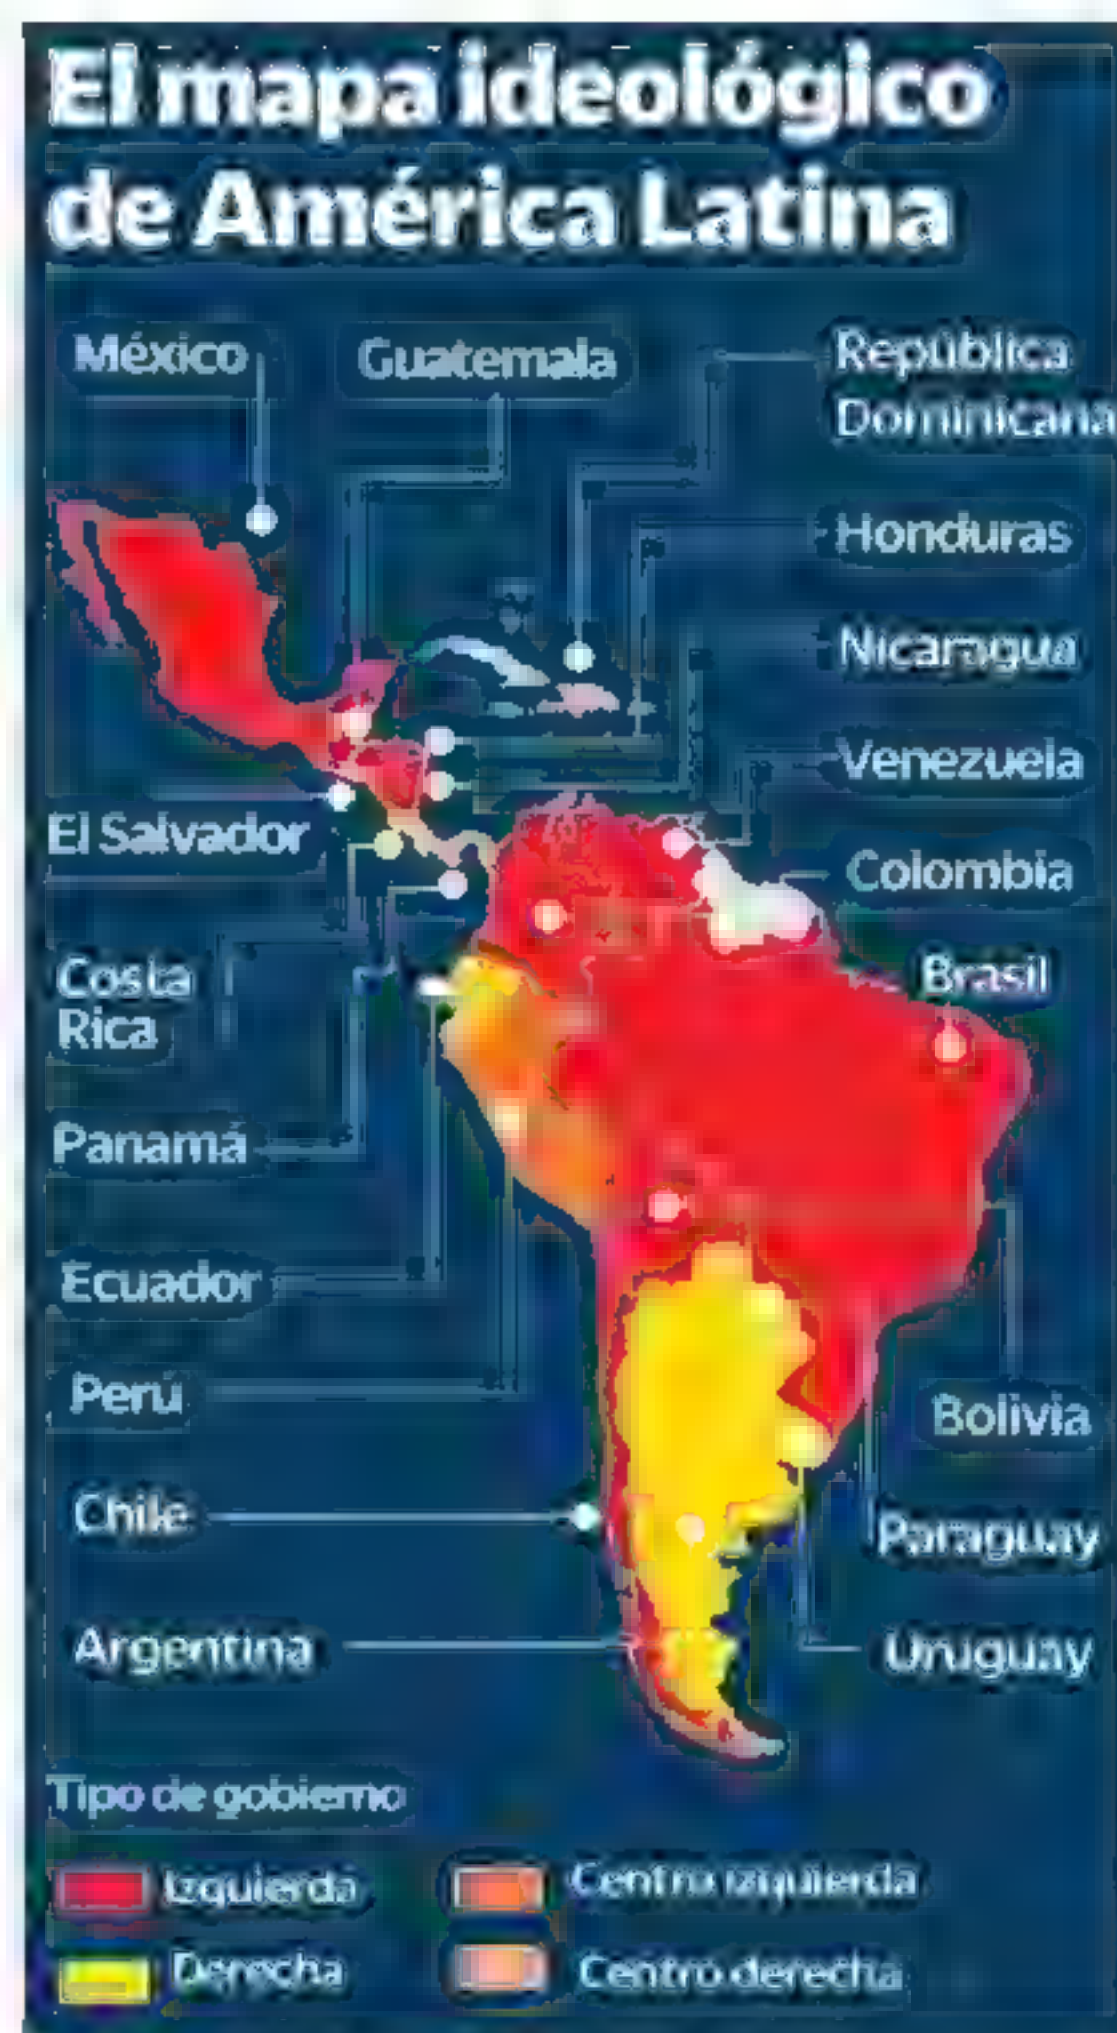 El mapa ideológico
de América Latina
México
Guatemala
República
Dominicana
Honduras
Nicaragua
Venezuela
El Salvador
Colombia
Costa
Rica
Brasil
Panamá
Ecuador
Perú
Bolivia
Chile
Paraguay
Argentina
Uruguay
Tipo de gobierno
Izquierda
Centro izquierda
Derecha
Centro derecha